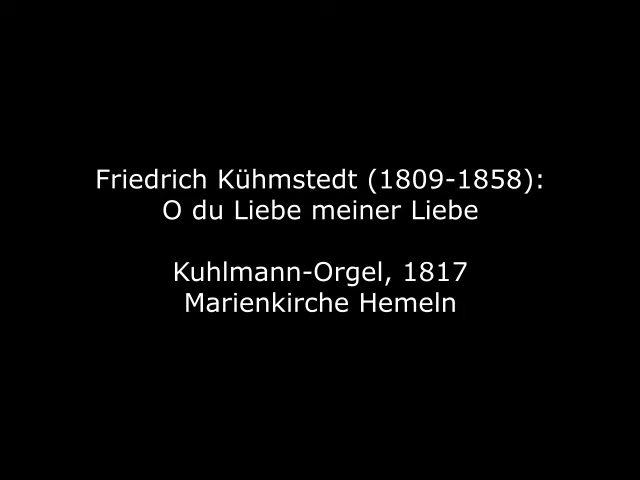 Friedrich Kühmstedt (1809-1858):
O du Liebe meiner Liebe
Kuhlmann-Orgel, 1817
Marienkirche Hemeln